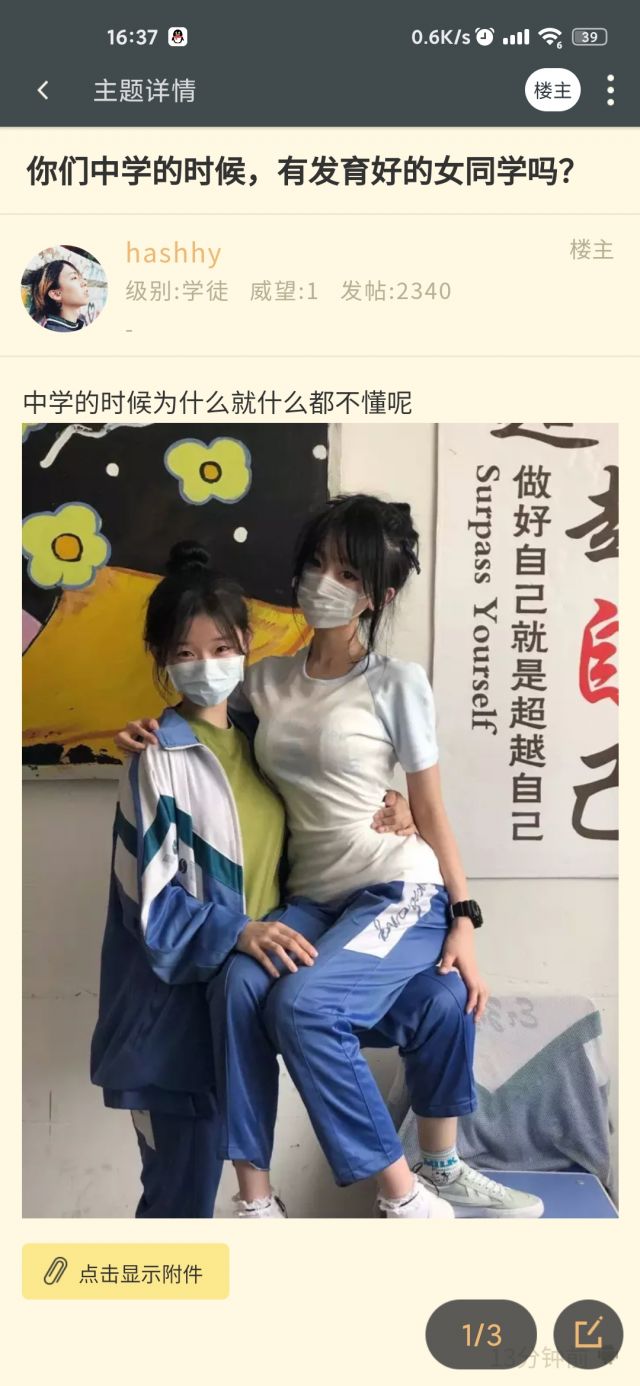 16:37
0.6K/s
39
主题详情
楼主
你们中学的时候，有发育好的女同学吗？
hashhy
楼主
级别:学徒 威望:1 发帖:2340
-
中学的时候为什么就什么都不懂呢
做好自己就是超越自己
Surpass Yourself
点击显示附件
1/3
13分钟前